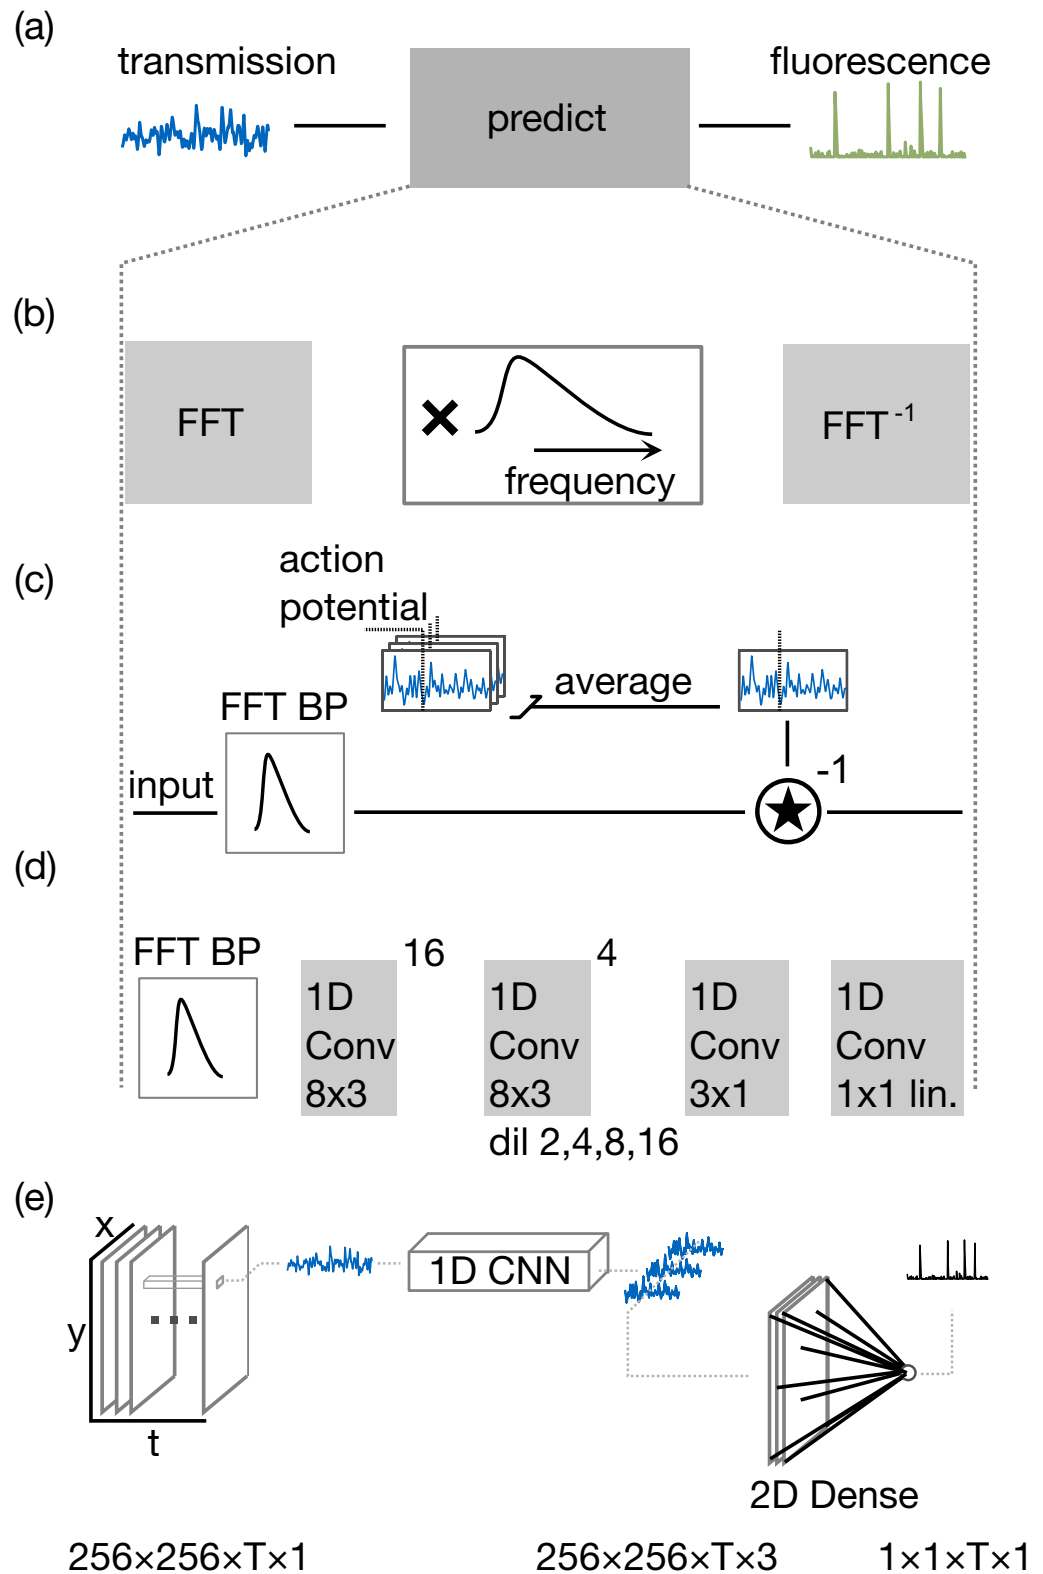 (a)
transmission
predict
fluorescence
(b)
FFT
frequency
FFT -1
(c)
action
potential
average
FFT BP
input
-1
(d)
FFT BP
16
4
1D
Conv
8x3
1D
Conv
8x3
dil 2,4,8,16
1D
Conv
3x1
1D
Conv
1x1 lin.
(e)
x
y
t
1D CNN
2D Dense
256×256×T×1
256×256×T×3
1×1×T×1